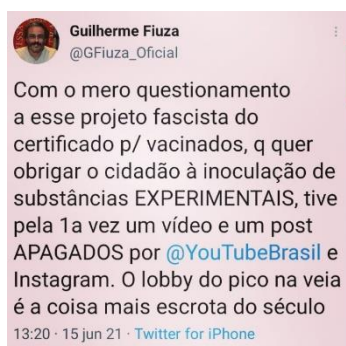 Guilherme Fiuza
@GFiuza_Oficial
Com o mero questionamento
a esse projeto fascista do
certificado p/ vacinados, q quer
obrigar o cidadão à inoculação de
substâncias EXPERIMENTAIS, tive
pela 1a vez um vídeo e um post
APAGADOS por @YouTubeBrasil e
Instagram. O lobby do pico na veia
é a coisa mais escrota do século
13:20 · 15 jun 21 · Twitter for iPhone